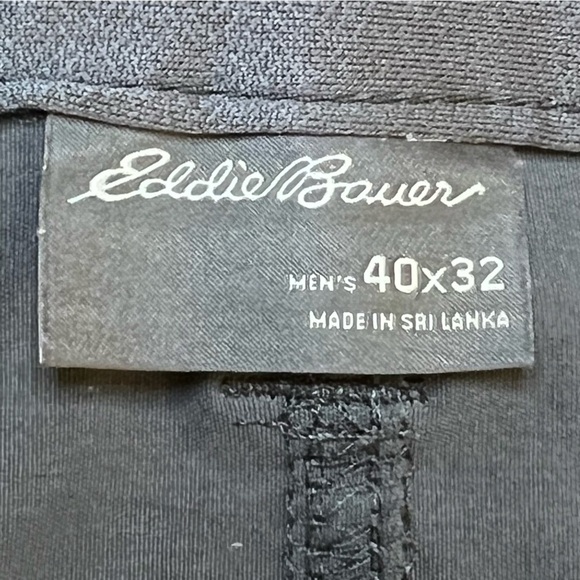 Eddie Bauer
MEN'S 40x32
MADE IN SRI LANKA